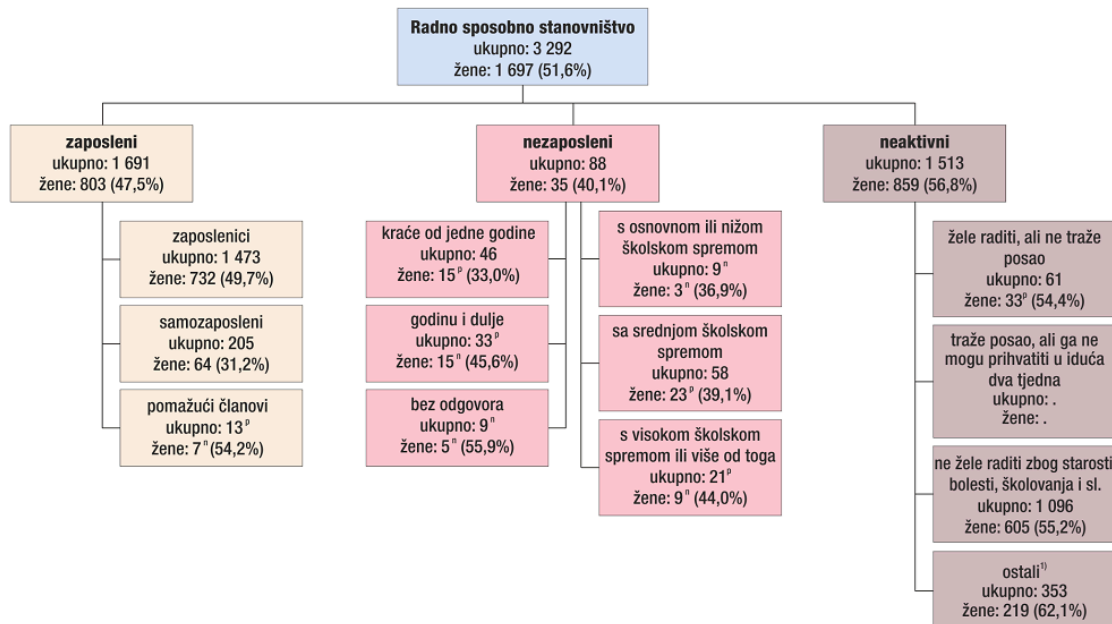 Radno sposobno stanovništvo
ukupno: 3 292
žene: 1 697 (51,6%)
zaposleni
ukupno: 1 691
žene: 803 (47,5%)
zaposlenici
ukupno: 1 473
žene: 732 (49,7%)
samozaposleni
ukupno: 205
žene: 64 (31,2%)
pomažući članovi
ukupno: 13ᵖ
žene: 7ⁿ (54,2%)
nezaposleni
ukupno: 88
žene: 35 (40,1%)
kraće od jedne godine
ukupno: 46
žene: 15ᵖ (33,0%)
godinu i dulje
ukupno: 33ᵖ
žene: 15ⁿ (45,6%)
bez odgovora
ukupno: 9ⁿ
žene: 5ⁿ (55,9%)
s osnovnom ili nižom
školskom spremom
ukupno: 9ⁿ
žene: 3ⁿ (36,9%)
sa srednjom školskom
spremom
ukupno: 58
žene: 23ᵖ (39,1%)
s visokom školskom
spremom ili više od toga
ukupno: 21ᵖ
žene: 9ⁿ (44,0%)
neaktivni
ukupno: 1 513
žene: 859 (56,8%)
žele raditi, ali ne traže
posao
ukupno: 61
žene: 33ᵖ (54,4%)
traže posao, ali ga ne
mogu prihvatiti u iduća
dva tjedna
ukupno: .
žene: .
ne žele raditi zbog starosti
bolesti, školovanja i sl.
ukupno: 1 096
žene: 605 (55,2%)
ostali¹⁾
ukupno: 353
žene: 219 (62,1%)